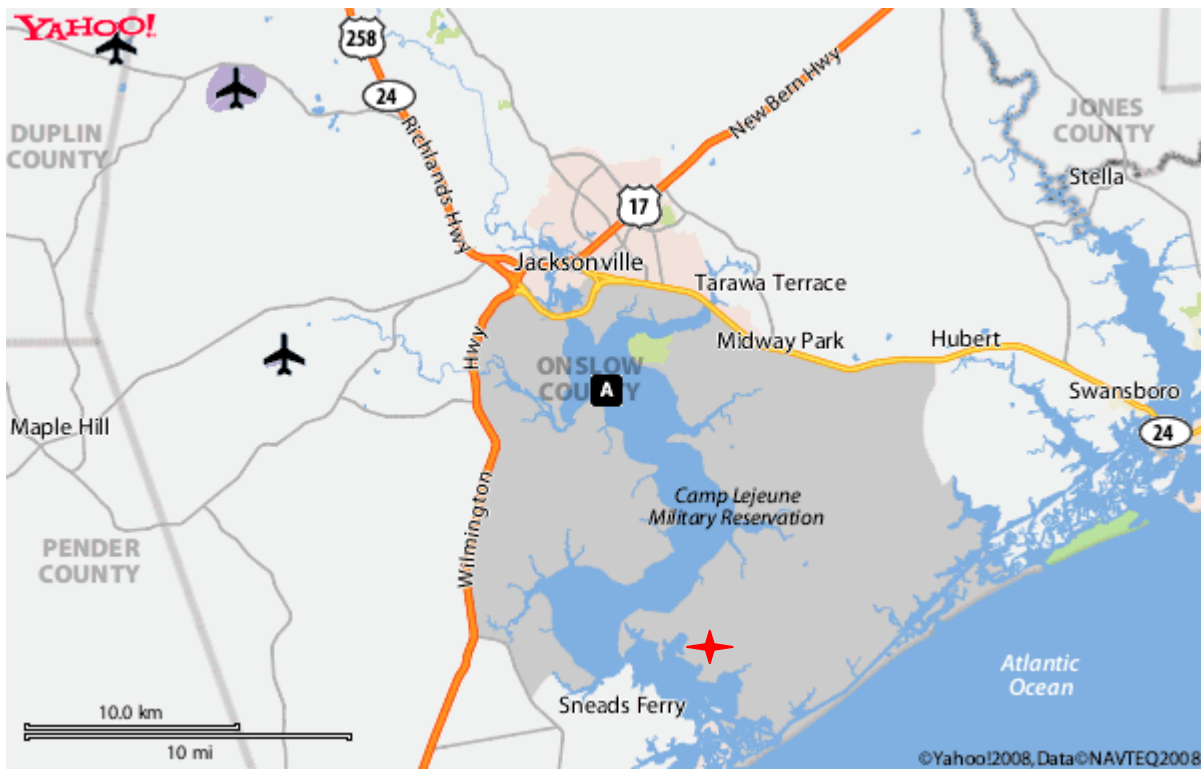 YAHOO!
258
24
Richlands Hwy
New Bern Hwy
17
DUPLIN
COUNTY
JONES
COUNTY
Stella
Jacksonville
Tarawa Terrace
Midway Park
Hubert
Swansboro
24
Hwy
Wilmington
ONSLOW
COUNTY
A
Maple Hill
Camp Lejeune
Military Reservation
PENDER
COUNTY
Sneads Ferry
Atlantic
Ocean
10.0 km
10 mi
©Yahoo!2008, Data©NAVTEQ2008